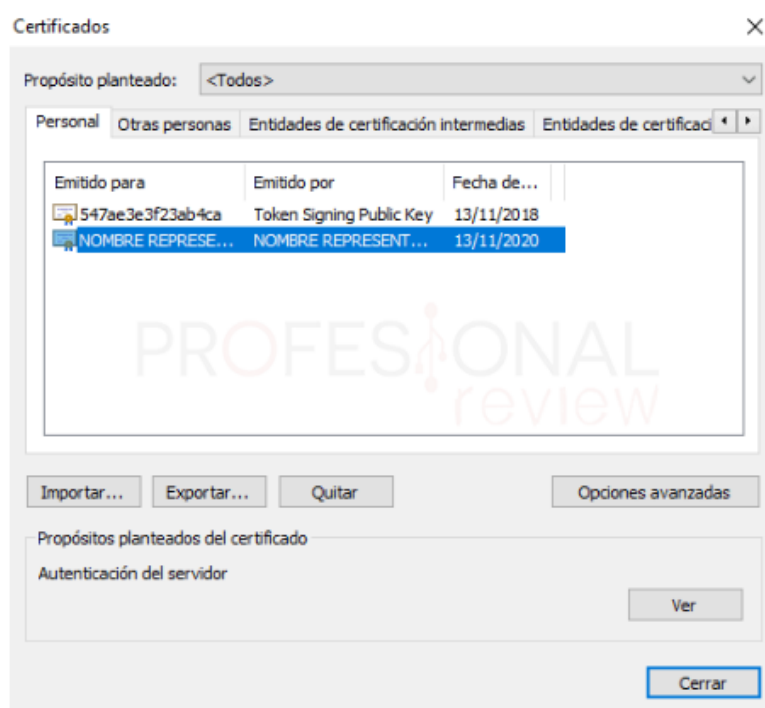 Certificados
Propósito planteado: <Todos>
Personal Otras personas Entidades de certificación intermedias Entidades de certificaci
Emitido para Emitido por Fecha de...
547ae3e3f23ab4ca Token Signing Public Key 13/11/2018
NOMBRE REPRESE... NOMBRE REPRESENT... 13/11/2020
PROFESIONAL
review
Importar... Exportar... Quitar Opciones avanzadas
Propósitos planteados del certificado
Autenticación del servidor
Ver
Cerrar